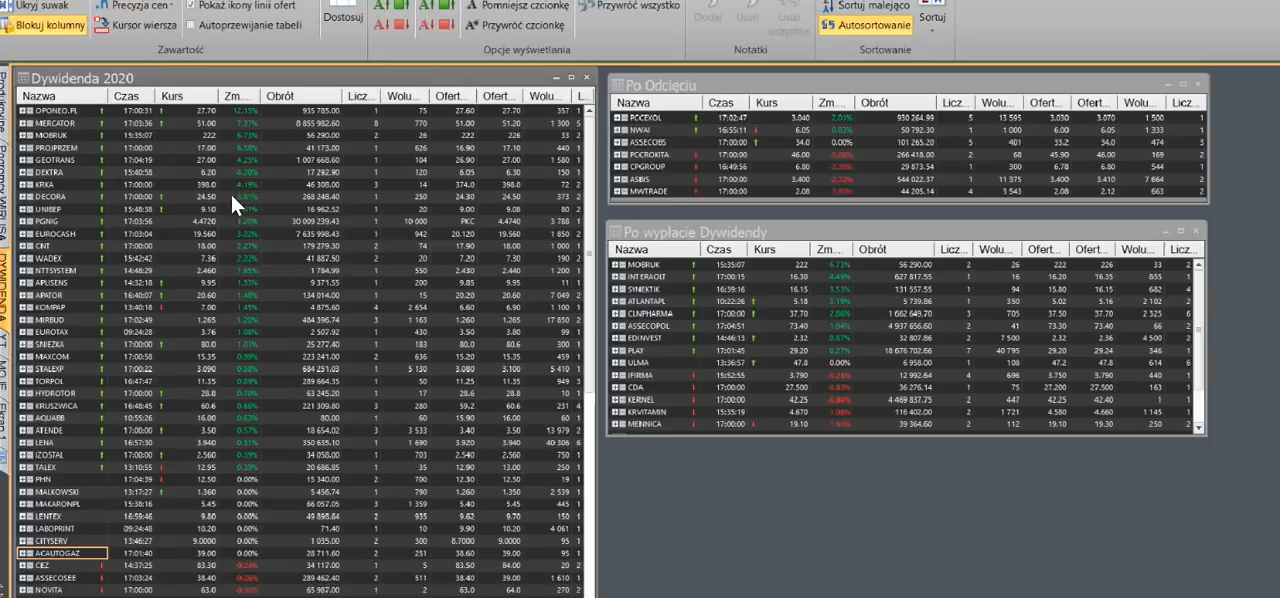 Ukryj suwak
Precyzja cen
Pokaż ikony linii ofert
Dostosuj
Pomniejsz czcionkę
Przywróć wszystko
Dodaj
Usuń
Usuń wszystkie
Sortuj malejąco
Sortuj
Blokuj kolumny
Kursor wiersza
Autoprzewijanie tabeli
Przywróć czcionkę
Autosortowanie
Zawartość
Opcje wyświetlania
Notatki
Sortowanie
Dywidenda 2020
Nazwa Czas Kurs Zm... Obrót Licz... Wolu... Ofert... Ofert... Wolu... L...
OPONEO.PL 17:00:31 27.70 12.15% 935 785.00 1 75 27.60 27.70 357 1
MERCATOR 17:03:36 51.00 7.37% 8 855 982.60 8 770 51.00 51.10 1 300 5
MOBRUK 15:35:07 222 6.73% 56 290.00 2 26 222 226 33 2
PROJPRZEM 17:00:00 17.00 6.58% 41 173.00 1 626 16.90 17.10 440 1
GEOTRANS 17:04:19 27.00 4.25% 1 007 668.60 1 104 26.90 27.00 1 580 1
DEKTRA 15:40:58 6.20 4.20% 17 292.90 1 120 6.05 6.30 150 1
KRKA 17:00:00 398.0 4.19% 46 308.00 3 14 374.0 398.0 72 2
DECORA 17:00:00 24.50 268 248.40 1 250 24.30 24.50 373 2
UNIBEP 15:48:38 9.10 16 962.52 1 20 9.00 9.08 80 2
PGNIG 17:03:56 4.4720 30 009 239.43 1 10 000 PKC 4.4720 3 788 1
EUROCASH 17:03:04 19.560 3.22% 7 635 998.43 1 942 20.120 19.560 1 850 2
CNT 17:00:00 18.00 2.27% 179 279.30 2 74 17.90 18.00 1 000 1
WADEX 15:42:42 7.36 2.22% 41 887.50 2 20 7.20 7.30 190 2
NTTSYSTEM 14:48:29 2.460 1.65% 1 784.99 1 550 2.430 2.440 1 600 1
APLISENS 14:32:18 9.95 1.53% 9 371.55 1 200 9.85 9.95 11 1
APATOR 16:40:07 20.60 1.48% 134 014.00 1 15 20.20 20.60 7 049 2
KOMPAP 13:40:18 7.00 1.45% 4 875.60 4 2 654 6.60 6.90 1 100 1
MIRBUD 17:02:49 1.265 1.20% 484 396.74 3 1 163 1.260 1.265 17 850 2
EUROTAX 09:24:28 3.76 1.08% 2 507.92 1 430 3.50 3.80 99 1
SNIEZKA 17:00:00 80.0 1.01% 25 277.40 1 183 80.0 80.6 300 1
MAXCOM 17:00:58 15.35 0.99% 223 241.00 2 636 15.20 15.35 459 1
STALEXP 17:00:22 3.090 0.98% 684 251.03 1 5 130 3.080 3.090 5 410 1
TORPOL 16:47:47 11.35 0.89% 289 664.35 1 50 11.25 11.35 949 3
HYDROTOR 17:00:00 28.8 0.70% 63 245.20 1 17 28.6 28.8 10 1
KRUSZWICA 16:48:45 60.6 0.66% 221 309.80 3 280 59.2 60.6 231 4
AQUABB 10:55:26 16.00 0.63% 80.00 1 60 15.90 16.00 60 1
ATENDE 17:00:00 3.50 0.57% 18 654.02 3 3 533 3.40 3.50 13 979 2
LENA 16:57:30 3.940 0.51% 350 635.10 1 1 690 3.920 3.940 40 306 6
IZOSTAL 17:00:00 2.560 0.39% 34 058.00 1 703 2.540 2.560 750 1
TALEX 13:10:55 12.95 0.39% 20 686.85 1 35 12.90 13.00 250 1
PHN 17:04:39 12.50 0.00% 15 340.00 2 700 12.30 12.50 19 1
MALKOWSKI 13:17:27 1.360 0.00% 5 456.74 1 790 1.260 1.360 2 539 1
MAKARONPL 15:38:16 5.45 0.00% 66 057.05 3 1 359 5.40 5.45 445 1
LENTEX 16:59:46 9.80 0.00% 49 898.64 2 935 9.62 9.70 150 1
LABOPRINT 09:24:48 10.20 0.00% 71.40 1 10 9.90 10.20 4 061 1
CITYSERV 13:46:27 9.0000 0.00% 1 035.00 2 300 8.7000 9.0000 95 1
ACAUTOGAZ 17:01:40 39.00 0.00% 28 711.60 2 251 38.60 39.00 95 1
CEZ 14:37:25 83.30 -0.24% 34 117.00 1 5 83.50 84.00 20 2
ASSECOSEE 17:03:24 38.40 -0.26% 289 462.40 2 511 38.40 38.40 1 610 1
NOVITA 17:00:00 63.0 65 987.00 1 2 63.0 64.0 270 1
Po Odcięciu
Nazwa Czas Kurs Zm... Obrót Licz... Wolu... Ofert... Ofert... Wolu... Licz...
PCCEXOL 17:02:47 3.040 2.01% 930 264.99 5 13 595 3.030 3.070 1 500 1
NWAI 16:55:11 6.05 0.83% 50 792.30 1 1 000 6.00 6.05 1 333 1
ASSECOBS 17:00:00 34.0 0.00% 101 265.20 5 401 33.2 34.0 474 3
PCCROKITA 17:00:00 46.00 266 418.00 2 68 45.90 46.00 169 2
CPGROUP 16:49:56 6.80 29 874.92 1 300 6.78 6.80 544 1
ASBIS 17:00:00 3.400 544 022.37 3 11 375 3.400 3.410 7 664 2
MWTRADE 17:00:00 2.08 44 205.14 4 3 543 2.08 2.12 663 2
Po wypłacie Dywidendy
Nazwa Czas Kurs Zm... Obrót Licz... Wolu... Ofert... Ofert... Wolu... Licz...
MOBRUK 15:35:07 222 6.73% 56 290.00 2 26 222 226 33 2
INTERAOLT 17:00:00 16.30 4.49% 627 817.55 1 94 16.20 16.35 855 1
SYNEKTIK 16:39:16 16.15 3.53% 131 557.55 1 16 15.80 16.15 682 4
ATLANTAPL 10:22:26 5.18 3.19% 5 739.86 1 350 5.02 5.16 2 102 2
CLNPHARMA 17:00:00 37.70 2.86% 1 662 649.70 3 705 37.50 37.70 2 325 6
ASSECOPOL 17:04:51 73.40 1.94% 4 937 656.60 2 41 73.30 73.40 66 2
EDINVEST 14:46:13 2.32 0.87% 32 807.86 2 7 500 2.32 2.36 4 500 1
PLAY 17:01:45 29.20 0.27% 18 676 702.66 7 40 795 29.20 29.24 346 1
ULMA 13:36:57 47.8 0.00% 6 958.00 1 108 47.2 47.8 614 6
IFIRMA 15:52:55 3.790 -0.26% 12 992.64 4 696 3.750 3.790 440 1
CDA 17:00:00 27.500 36 276.14 1 75 27.200 27.500 163 1
KERNEL 17:00:00 42.25 -0.94% 4 469 837.75 2 447 42.25 42.40 1 1
KRVITAMIN 15:35:19 4.670 -1.06% 116 402.00 1 1 721 4.580 4.660 1 145 1
MENNICA 17:00:00 19.10 39 364.60 2 112 19.10 19.30 250 1